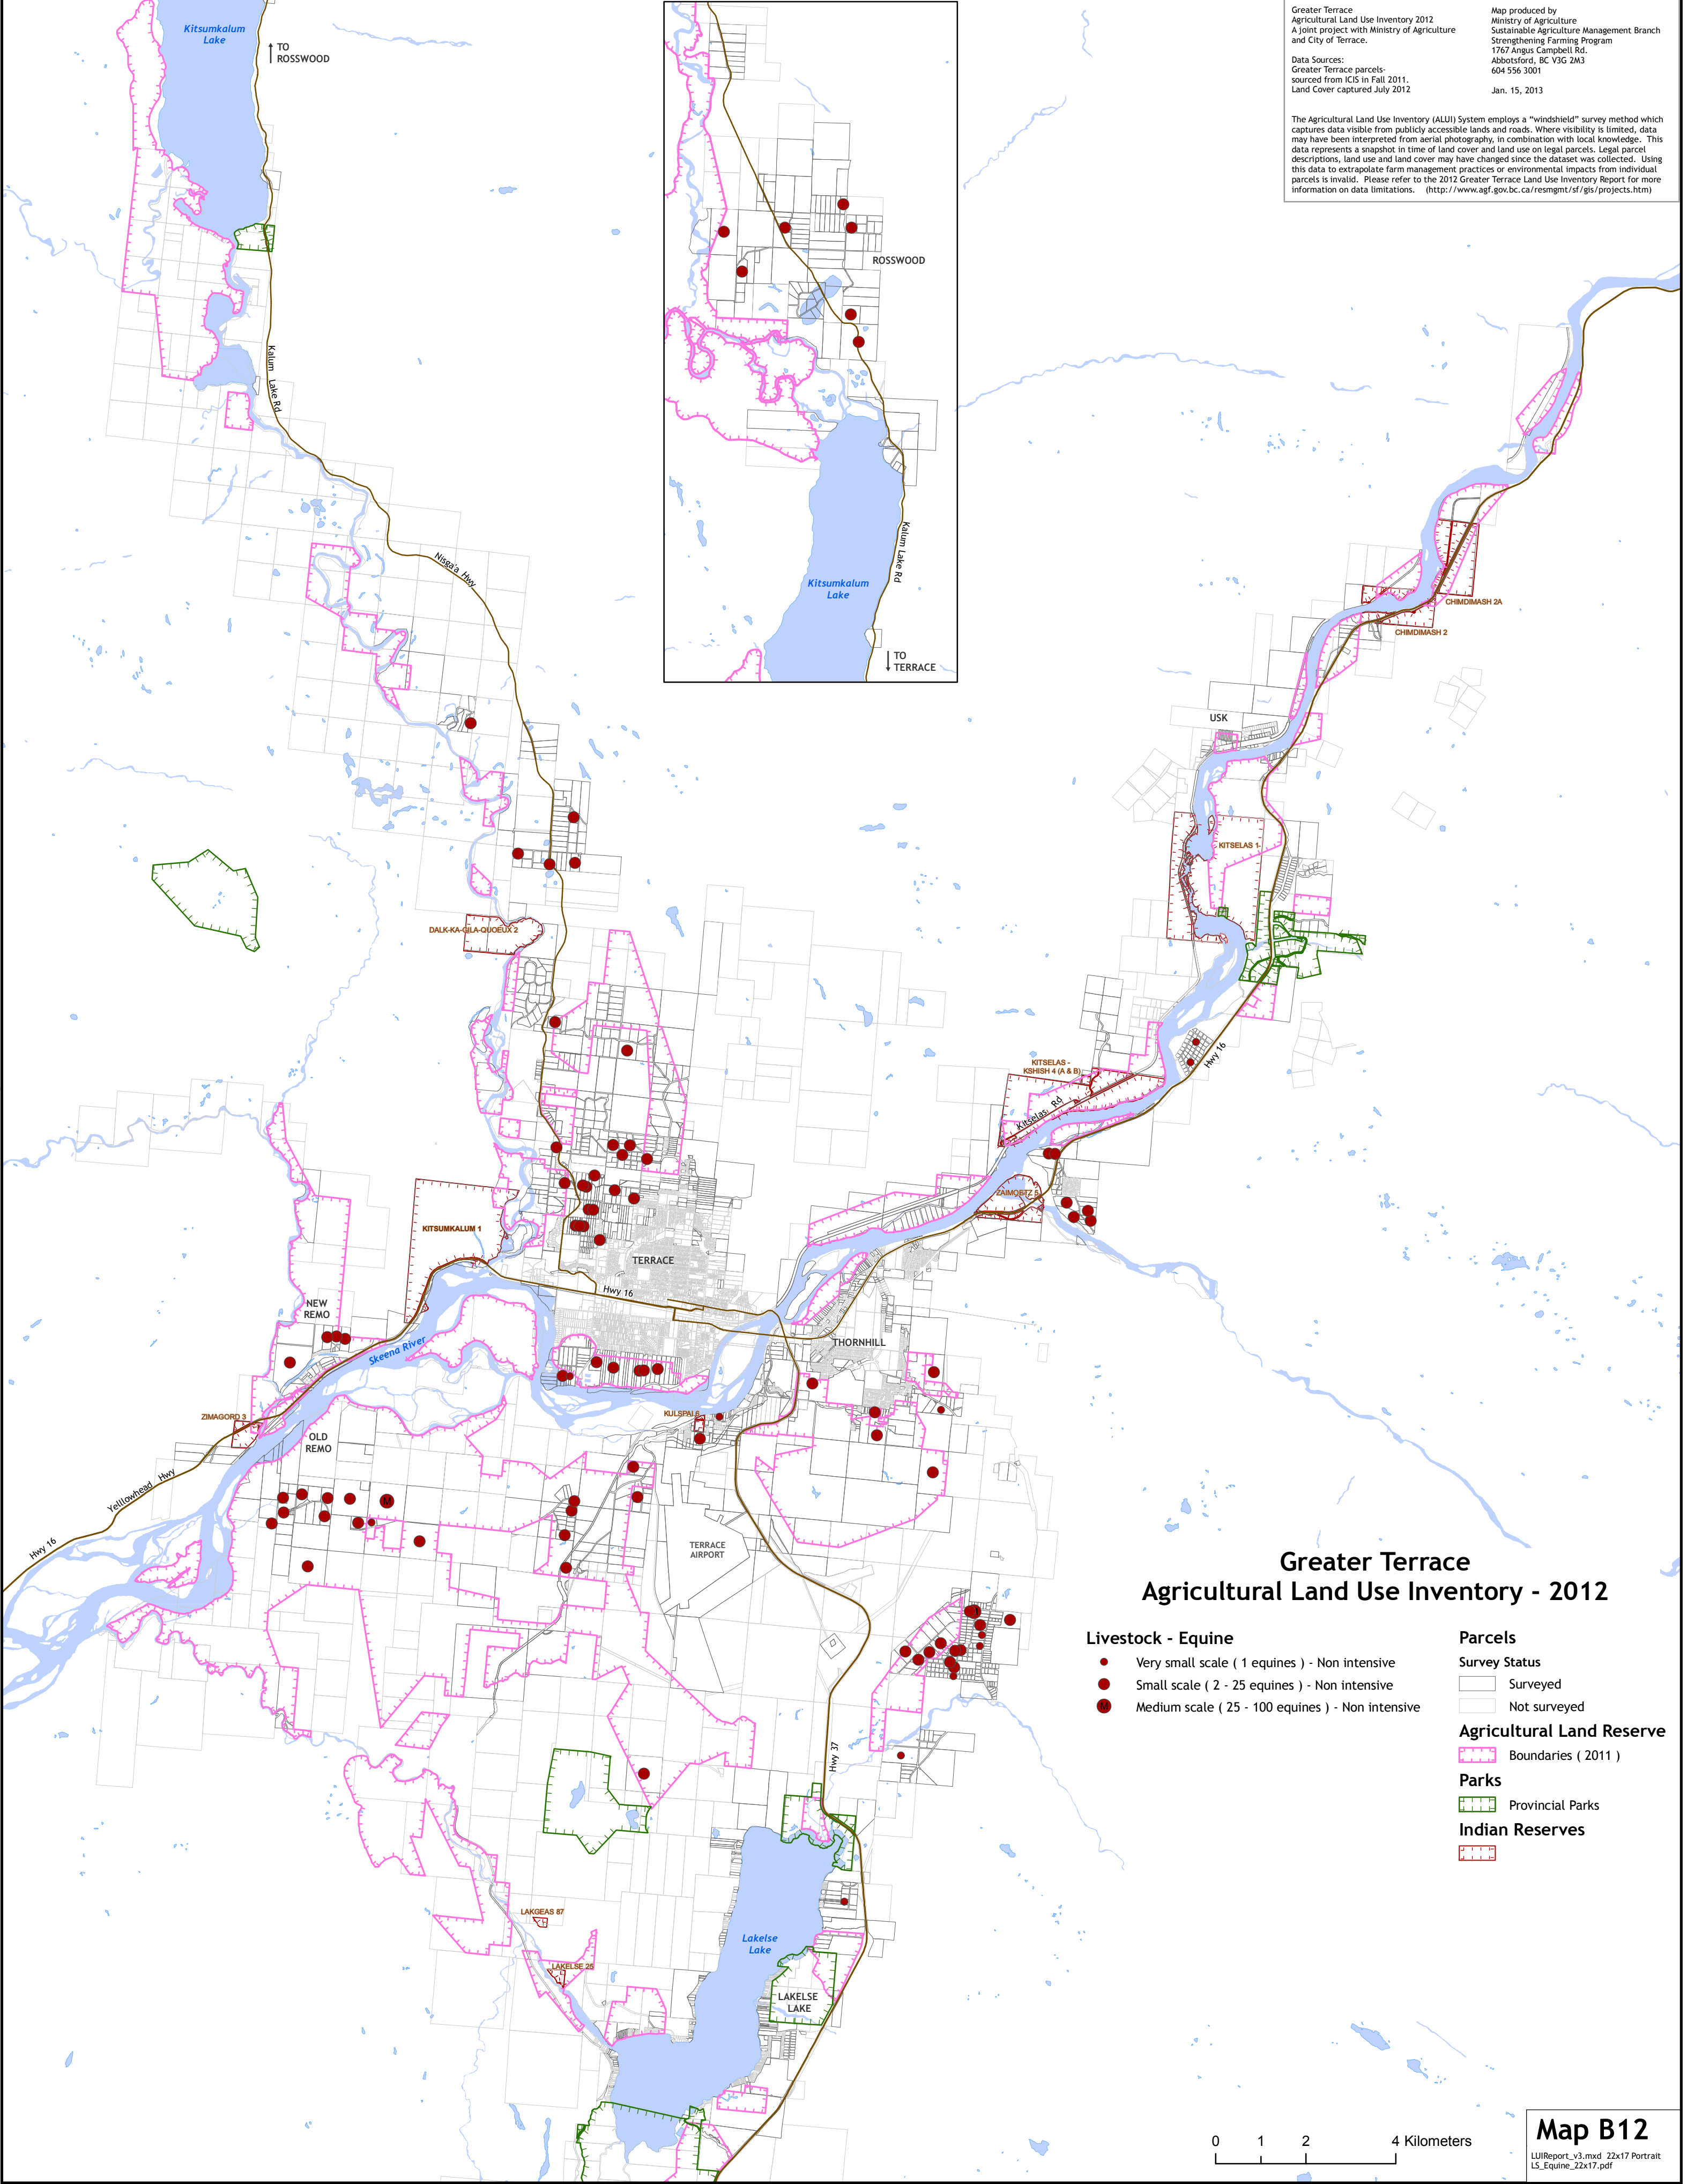 Kitsumkalum
Lake
TO
ROSSWOOD
Kalum Lake Rd
Nisga'a Hwy
ROSSWOOD
Kalum Lake Rd
Kitsumkalum
Lake
TO
TERRACE
Greater Terrace
Agricultural Land Use Inventory 2012
A joint project with Ministry of Agriculture
and City of Terrace.
Data Sources:
Greater Terrace parcels-
sourced from ICIS in Fall 2011.
Land Cover captured July 2012
Map produced by
Ministry of Agriculture
Sustainable Agriculture Management Branch
Strengthening Farming Program
1767 Angus Campbell Rd.
Abbotsford, BC V3G 2M3
604 556 3001
Jan. 15, 2013
The Agricultural Land Use Inventory (ALUI) System employs a “windshield” survey method which
captures data visible from publicly accessible lands and roads. Where visibility is limited, data
may have been interpreted from aerial photography, in combination with local knowledge. This
data represents a snapshot in time of land cover and land use on legal parcels. Legal parcel
descriptions, land use and land cover may have changed since the dataset was collected. Using
this data to extrapolate farm management practices or environmental impacts from individual
parcels is invalid. Please refer to the 2012 Greater Terrace Land Use Inventory Report for more
information on data limitations. (http://www.agf.gov.bc.ca/resmgmt/sf/gis/projects.htm)
CHIMDIMASH 2A
CHIMDIMASH 2
USK
KITSELAS 1
DALK-KA-GILA-QUOEUX 2
KITSELAS -
KSHISH 4 (A & B)
Kitselas Rd
Hwy 16
ZAIMOETZ 5
KITSUMKALUM 1
TERRACE
Hwy 16
NEW
REMO
Skeena River
THORNHILL
ZIMAGORD 3
KULSPAI 6
OLD
REMO
Yelllowhead Hwy
Hwy 16
M
TERRACE
AIRPORT
Hwy 37
LAKGEAS 87
LAKELSE 25
Lakelse
Lake
LAKELSE
LAKE
Greater Terrace
Agricultural Land Use Inventory - 2012
Livestock - Equine
Very small scale ( 1 equines ) - Non intensive
Small scale ( 2 - 25 equines ) - Non intensive
M Medium scale ( 25 - 100 equines ) - Non intensive
Parcels
Survey Status
Surveyed
Not surveyed
Agricultural Land Reserve
Boundaries ( 2011 )
Parks
Provincial Parks
Indian Reserves
0 1 2 4 Kilometers
Map B12
LUIReport_v3.mxd 22x17 Portrait
LS_Equine_22x17.pdf